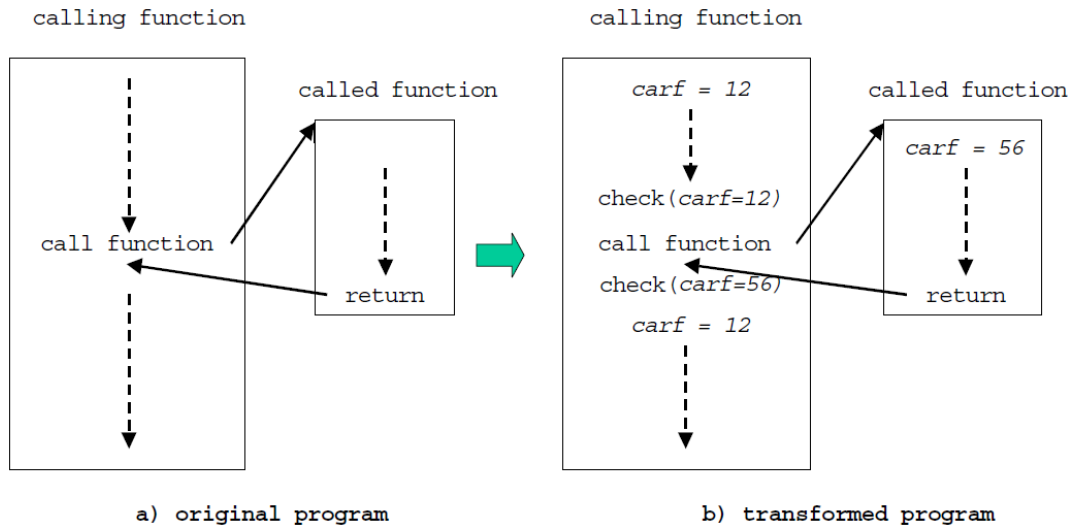 calling function
called function
call function
return
a) original program
calling function
called function
carf = 12
carf = 56
check(carf=12)
call function
check(carf=56)
return
carf = 12
b) transformed program